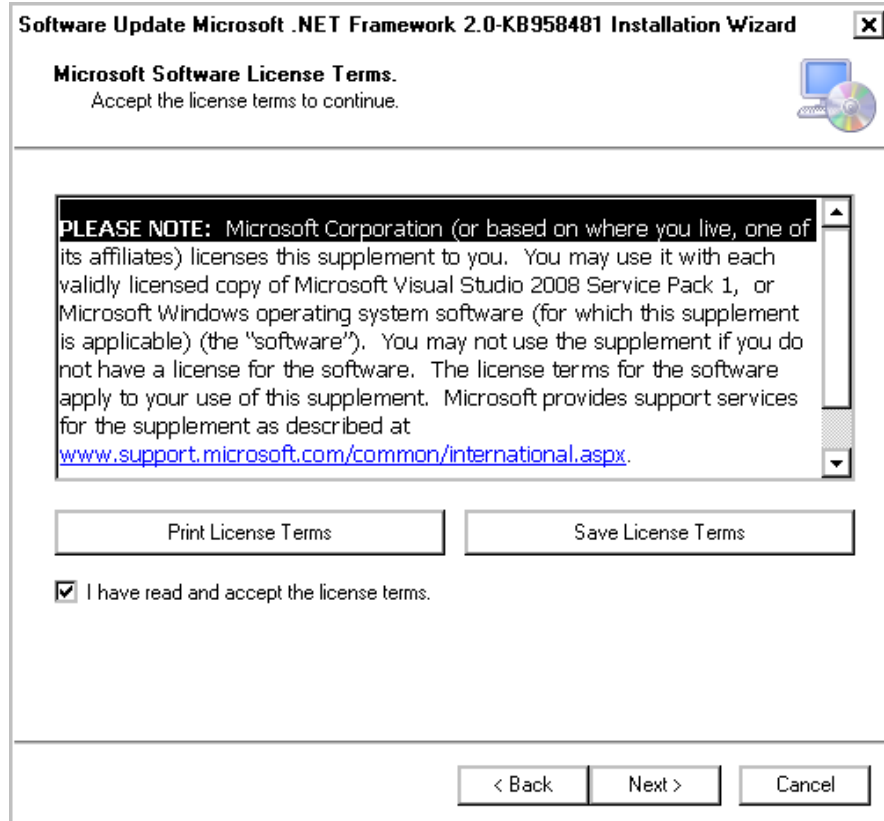 Software Update Microsoft .NET Framework 2.0-KB958481 Installation Wizard
Microsoft Software License Terms.
Accept the license terms to continue.
PLEASE NOTE: Microsoft Corporation (or based on where you live, one of
its affiliates) licenses this supplement to you. You may use it with each
validly licensed copy of Microsoft Visual Studio 2008 Service Pack 1, or
Microsoft Windows operating system software (for which this supplement
is applicable) (the "software"). You may not use the supplement if you do
not have a license for the software. The license terms for the software
apply to your use of this supplement. Microsoft provides support services
for the supplement as described at
www.support.microsoft.com/common/international.aspx.
Print License Terms
Save License Terms
I have read and accept the license terms.
< Back
Next >
Cancel